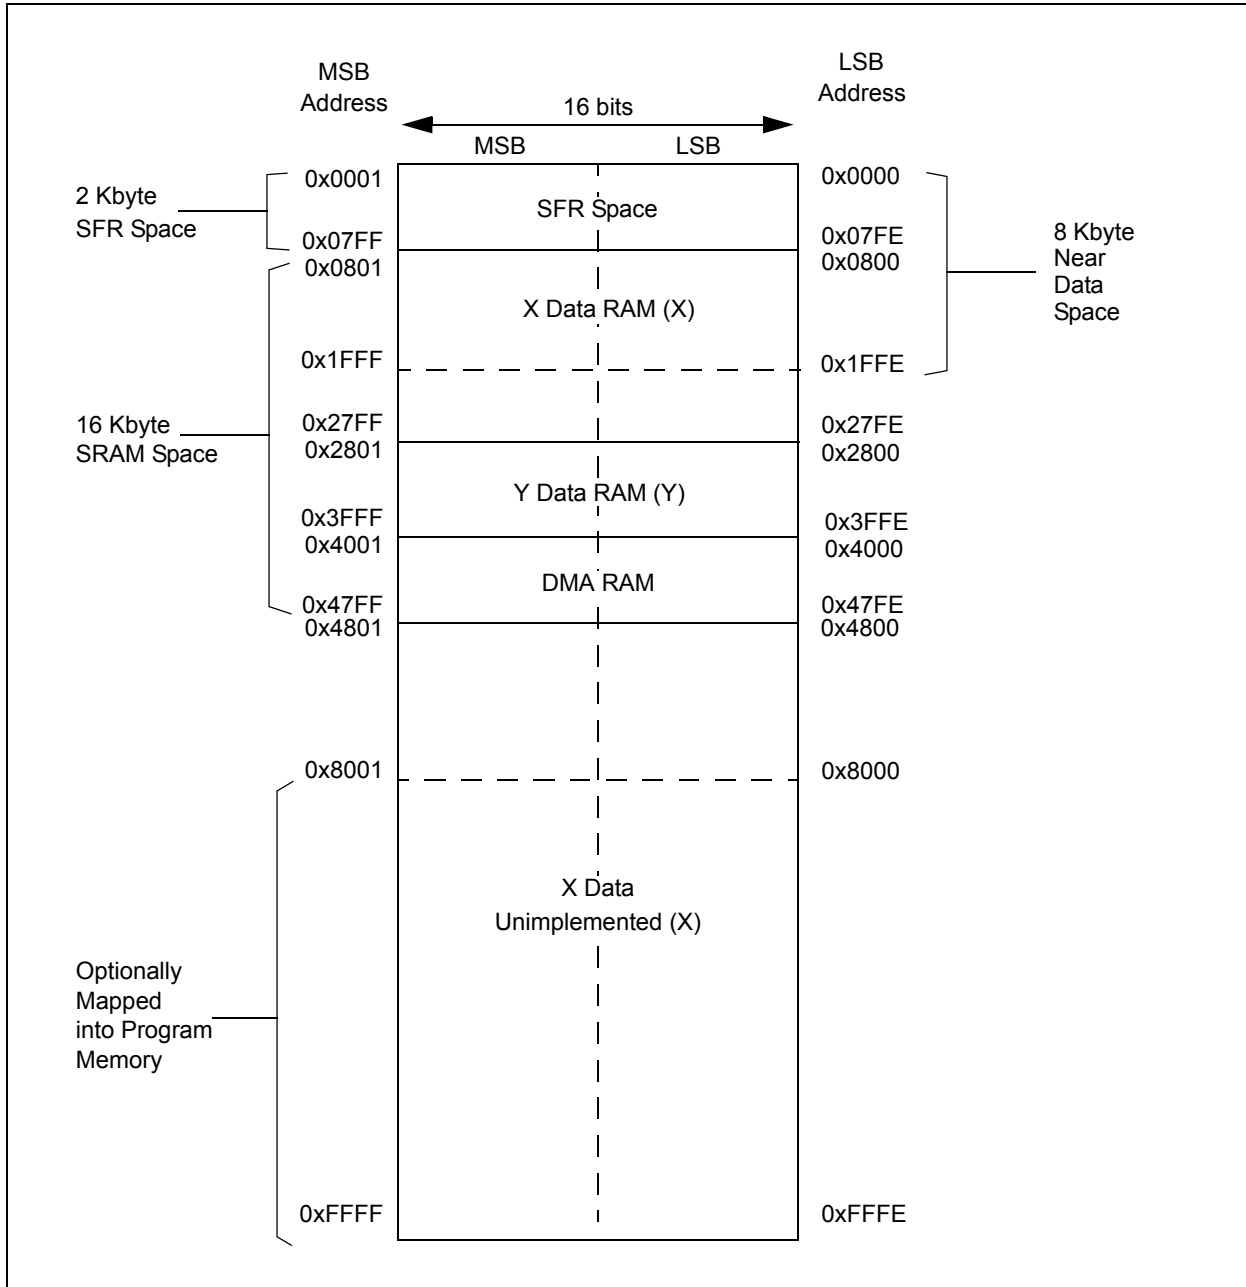 MSB
Address
LSB
Address
16 bits
MSB
LSB
2 Kbyte
SFR Space
0x0001
0x07FF
0x0801
0x1FFF
16 Kbyte
SRAM Space
0x27FF
0x2801
0x3FFF
0x4001
0x47FF
0x4801
0x8001
Optionally
Mapped
into Program
Memory
0xFFFF
SFR Space
X Data RAM (X)
Y Data RAM (Y)
DMA RAM
X Data
Unimplemented (X)
0x0000
0x07FE
0x0800
0x1FFE
0x27FE
0x2800
0x3FFE
0x4000
0x47FE
0x4800
0x8000
0xFFFE
8 Kbyte
Near
Data
Space